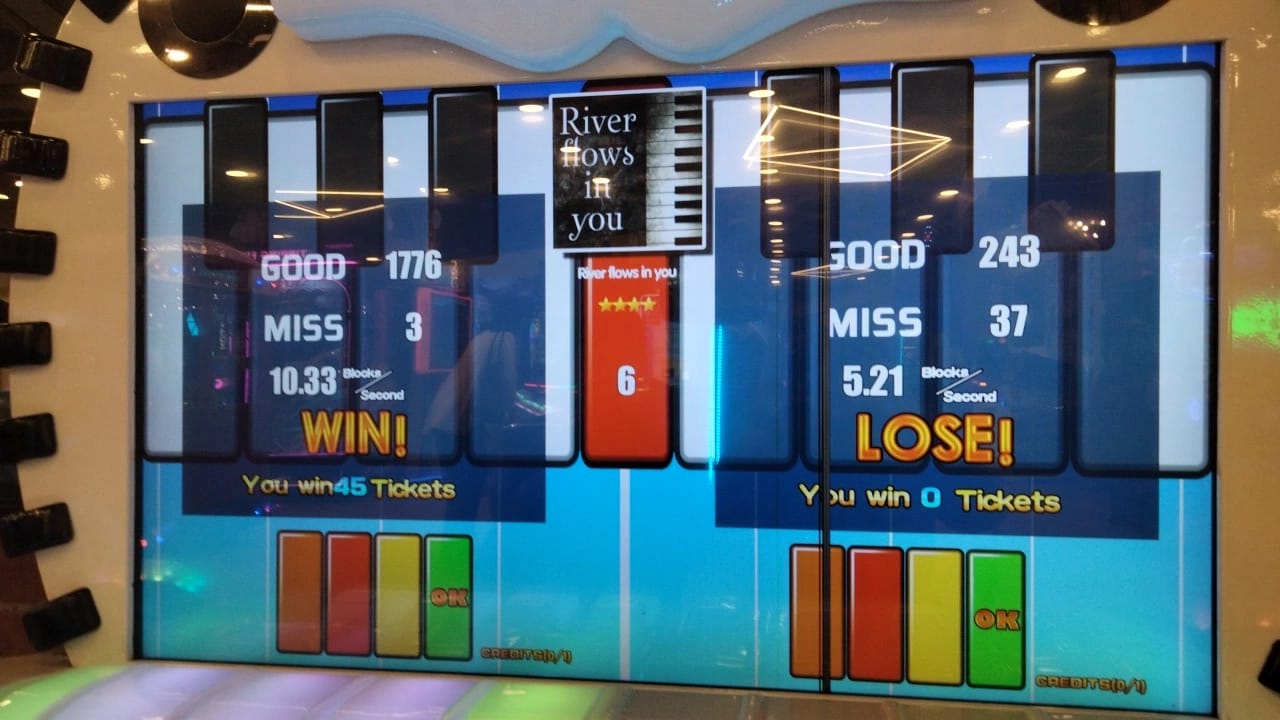 River
flows
in
you
River flows in you
6
GOOD 1776
MISS 3
10.33 Blocks/Second
WIN!
You win 45 Tickets
OK
CREDITS(0/1)
GOOD 243
MISS 37
5.21 Blocks/Second
LOSE!
You win 0 Tickets
OK
CREDITS(0/1)